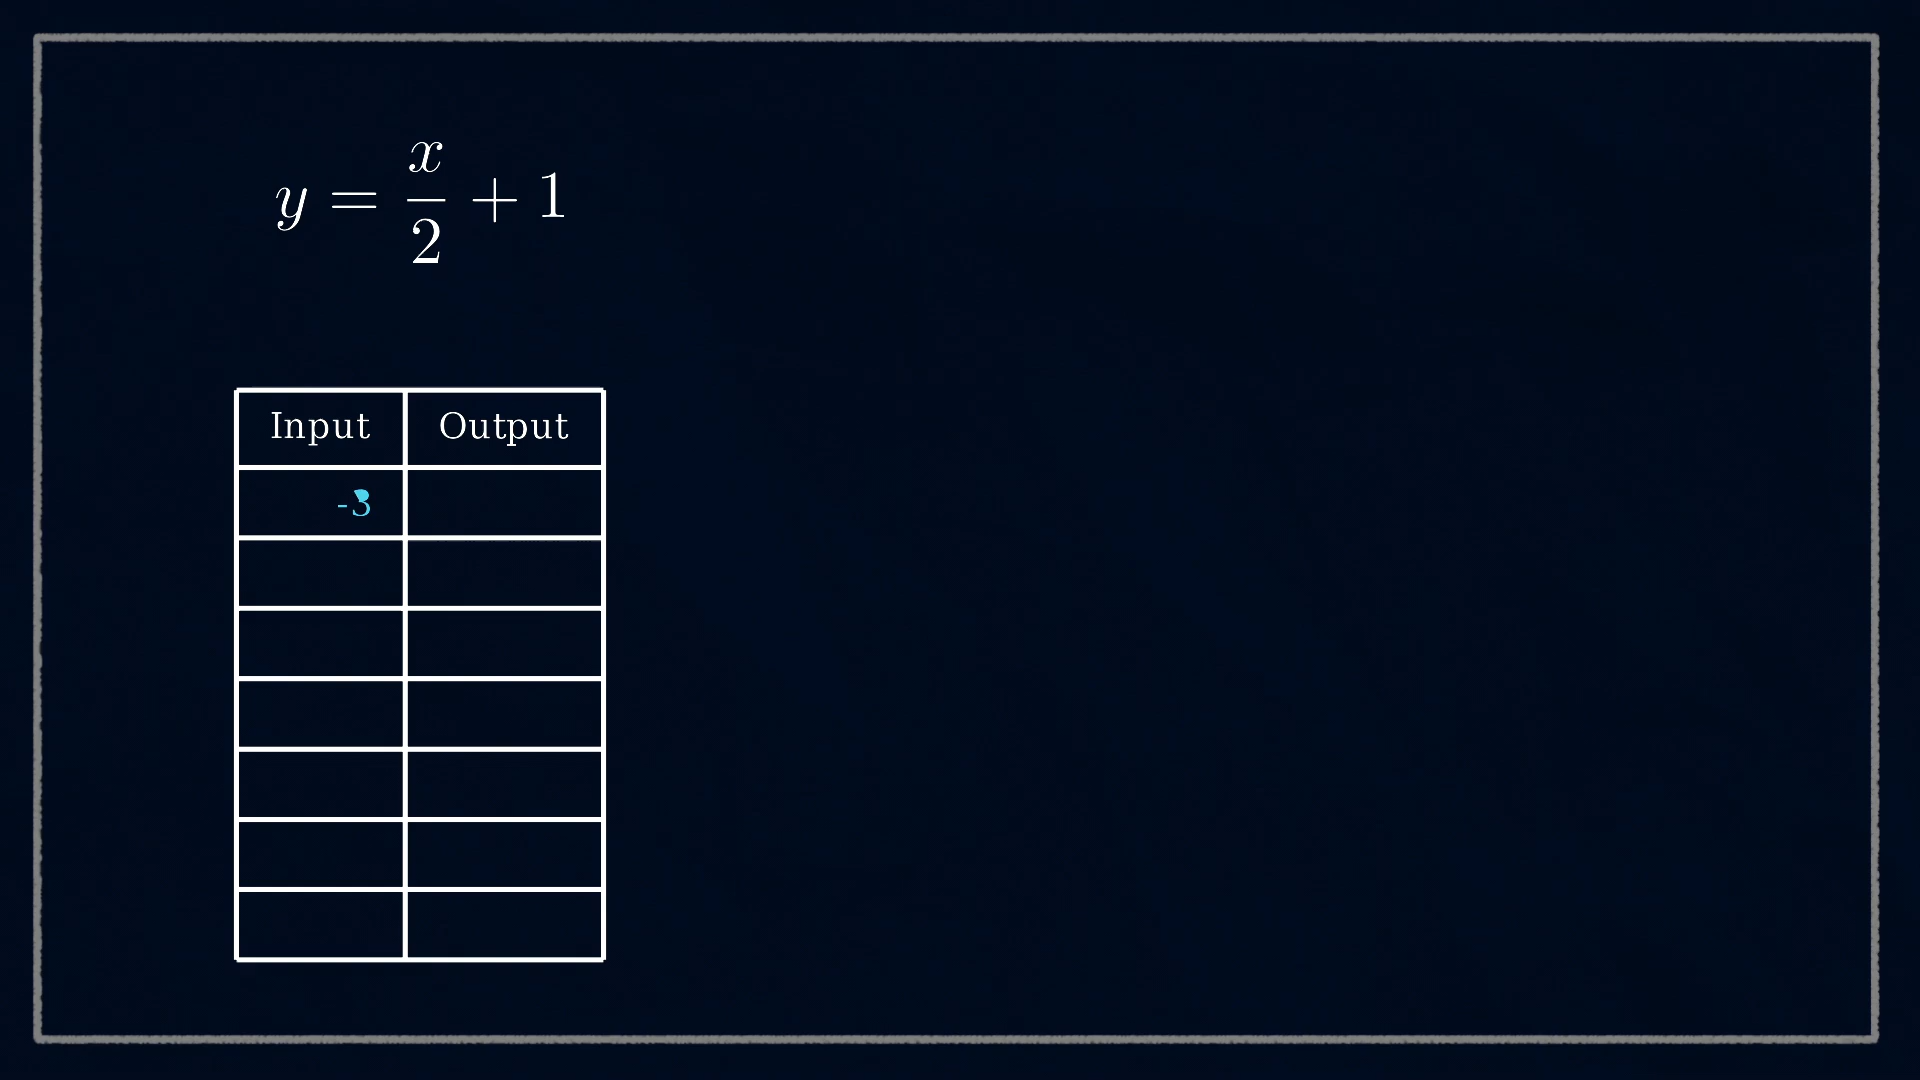 y = x/2 + 1
Input Output
-3